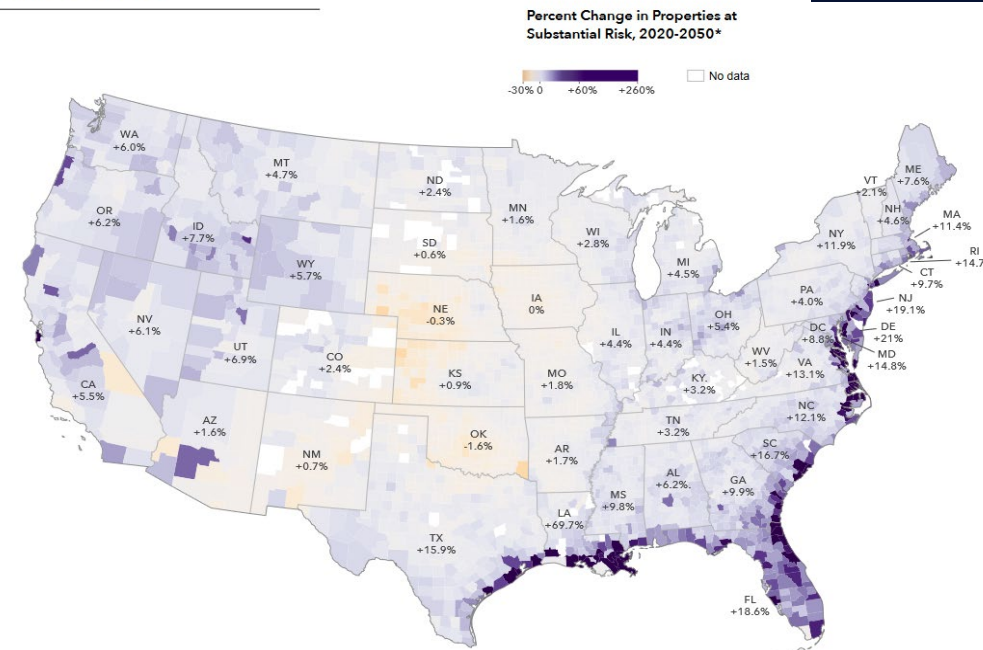 Percent Change in Properties at
Substantial Risk, 2020-2050*
-30% 0 +60% +260%
No data
WA
+6.0%
MT
+4.7%
ND
+2.4%
MN
+1.6%
VT
+2.1%
ME
+7.6%
OR
+6.2%
ID
+7.7%
WY
+5.7%
SD
+0.6%
WI
+2.8%
MI
+4.5%
NY
+11.9%
NH
+4.6%
MA
+11.4%
RI
+14.7
CT
+9.7%
NV
+6.1%
UT
+6.9%
CO
+2.4%
NE
-0.3%
IA
0%
IL
+4.4%
IN
+4.4%
OH
+5.4%
PA
+4.0%
NJ
+19.1%
DE
+21%
MD
+14.8%
DC
+8.8%
CA
+5.5%
AZ
+1.6%
NM
+0.7%
KS
+0.9%
MO
+1.8%
KY.
+3.2%
WV
+1.5%
VA
+13.1%
OK
-1.6%
AR
+1.7%
TN
+3.2%
NC
+12.1%
SC
+16.7%
TX
+15.9%
LA
+69.7%
MS
+9.8%
AL
+6.2%.
GA
+9.9%
FL
+18.6%